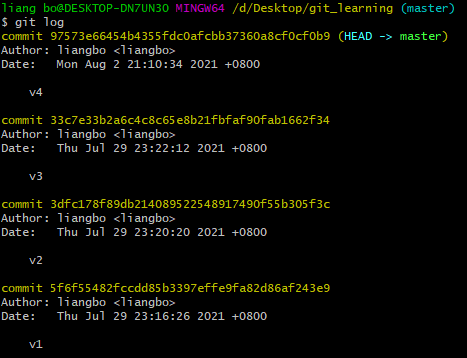 liang bo@DESKTOP-DN7UN3O MINGW64 /d/Desktop/git_learning (master)
$ git log
commit 97573e66454b4355fdc0afcbb37360a8cf0cf0b9 (HEAD -> master)
Author: liangbo <liangbo>
Date:   Mon Aug 2 21:10:34 2021 +0800
v4
commit 33c7e33b2a6c4c8c65e8b21fbfaf90fab1662f34
Author: liangbo <liangbo>
Date:   Thu Jul 29 23:22:12 2021 +0800
v3
commit 3dfc178f89db214089522548917490f55b305f3c
Author: liangbo <liangbo>
Date:   Thu Jul 29 23:20:20 2021 +0800
v2
commit 5f6f55482fccdd85b3397effe9fa82d86af243e9
Author: liangbo <liangbo>
Date:   Thu Jul 29 23:16:26 2021 +0800
v1